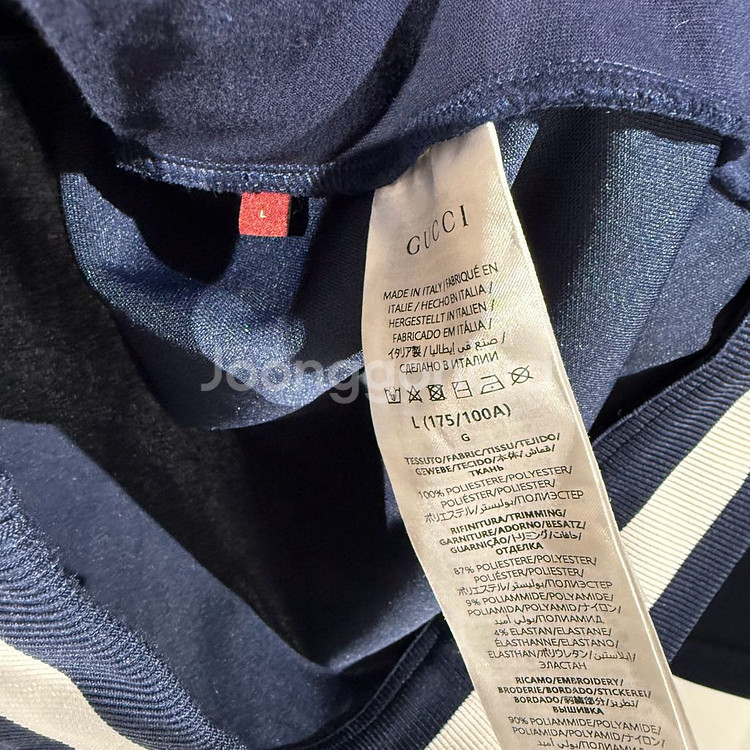 L
GUCCI
MADE IN ITALY/FABRIQUÉ EN
ITALIE / HECHO EN ITALIA /
HERGESTELLT IN ITALIEN /
FABRICADO EM ITÁLIA /
イタリア製 / صنع في إيطاليا /
СДЕЛАНО В ИТАЛИИ
L (175/100A)
G
TESSUTO/FABRIC/TISSU/TEJIDO/
GEWEBE/TECIDO/本体/قماش/
ТКАНЬ
100% POLIESTERE/POLYESTER/
POLIÉSTER/POLYESTER/
ポリエステル/بوليستر/ПОЛИЭСТЕР
RIFINITURA/TRIMMING/
GARNITURE/ADORNO/BESATZ/
GUARNIÇÃO/トリミング/حافات/
ОТДЕЛКА
87% POLIESTERE/POLYESTER/
POLIÉSTER/POLYESTER/
ポリエステル/بوليستر/ПОЛИЭСТЕР
9% POLIAMMIDE/POLYAMIDE/
POLIAMIDA/POLYAMID/ナイロン/
POLIAMIDA/بولي أميد/ПОЛИАМИД
4% ELASTAN/ELASTANE/
ÉLASTHANNE/ELASTANO/
ELASTHAN/ポリウレタン/إيلاستين/
ЭЛАСТАН
RICAMO/EMBROIDERY/
BRODERIE/BORDADO/STICKEREI/
BORDADO/刺繍部分/تطريز/
ВЫШИВКА
90% POLIAMMIDE/POLYAMIDE/